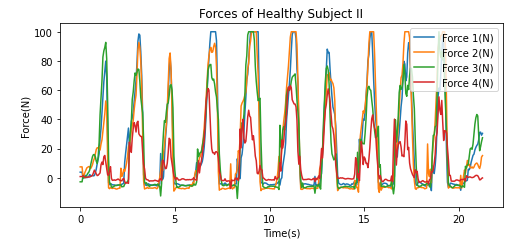 Forces of Healthy Subject II
Force(N)
100
80
60
40
20
0
Force 1(N)
Force 2(N)
Force 3(N)
Force 4(N)
0 5 10 15 20
Time(s)